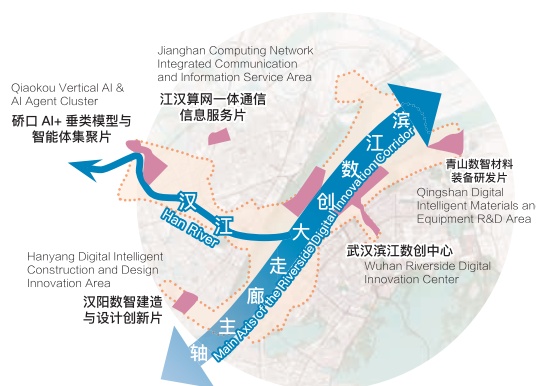 Jianghan Computing Network
Integrated Communication
and Information Service Area
江汉算网一体通信
信息服务片
Qiaokou Vertical AI &
AI Agent Cluster
硚口 AI+ 垂类模型与
智能体集聚片
滨江数创大走廊主轴
Main Axis of the Riverside Digital Innovation Corridor
汉江
Han River
青山数智材料
装备研发片
Qingshan Digital
Intelligent Materials and
Equipment R&D Area
武汉滨江数创中心
Wuhan Riverside Digital
Innovation Center
Hanyang Digital Intelligent
Construction and Design
Innovation Area
汉阳数智建造
与设计创新片